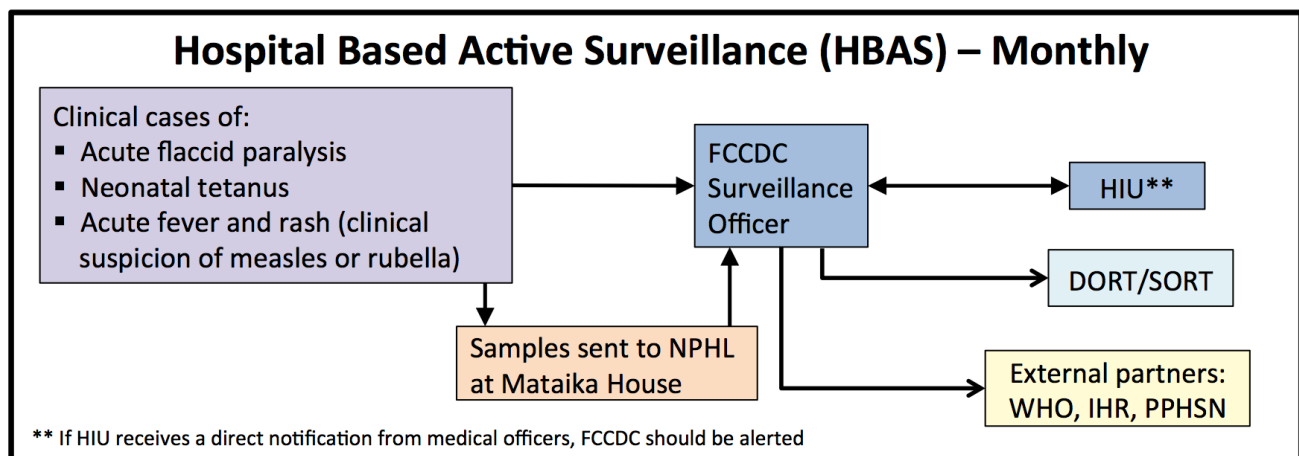 Hospital Based Active Surveillance (HBAS) – Monthly
Clinical cases of:
▪ Acute flaccid paralysis
▪ Neonatal tetanus
▪ Acute fever and rash (clinical
suspicion of measles or rubella)
FCCDC
Surveillance
Officer
HIU**
DORT/SORT
Samples sent to NPHL
at Mataika House
External partners:
WHO, IHR, PPHSN
** If HIU receives a direct notification from medical officers, FCCDC should be alerted